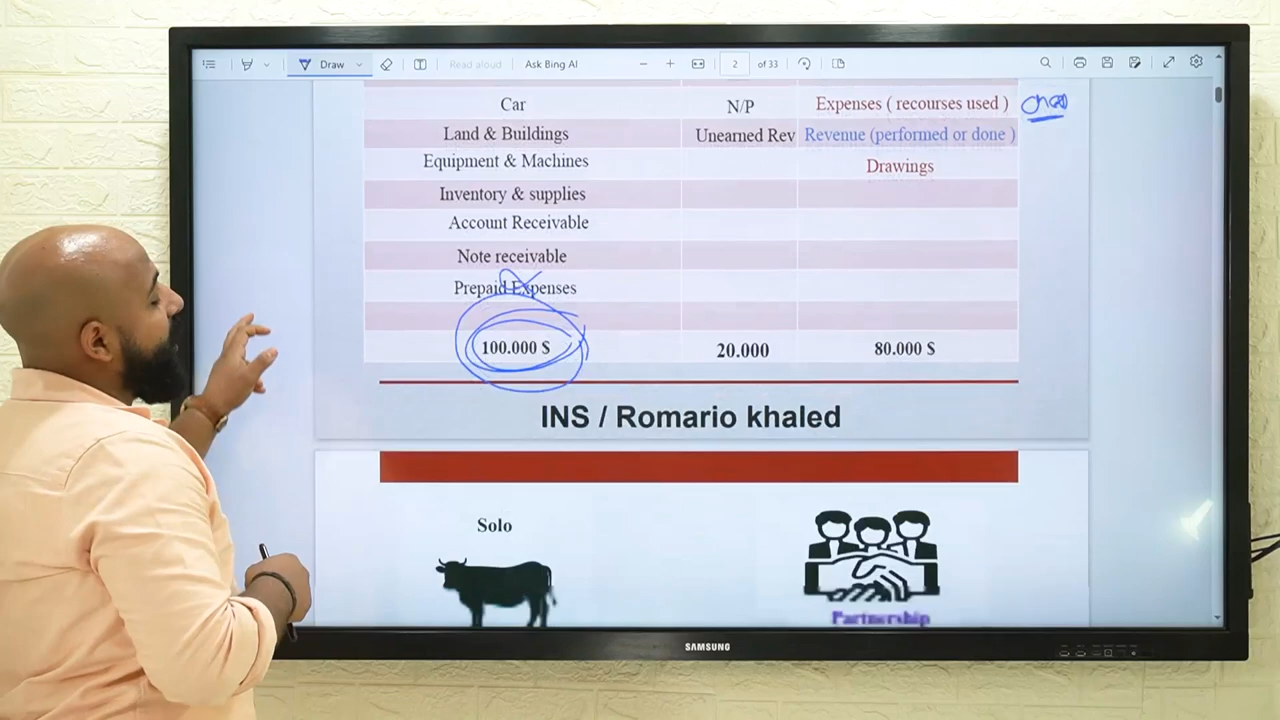 Draw
Read aloud
Ask Bing AI
2
of 33
Car N/P Expenses ( recourses used )
Land & Buildings Unearned Rev Revenue (performed or done )
Equipment & Machines Drawings
Inventory & supplies
Account Receivable
Note receivable
Prepaid Expenses
100.000 $ 20.000 80.000 $
INS / Romario khaled
Solo
Partnership
SAMSUNG